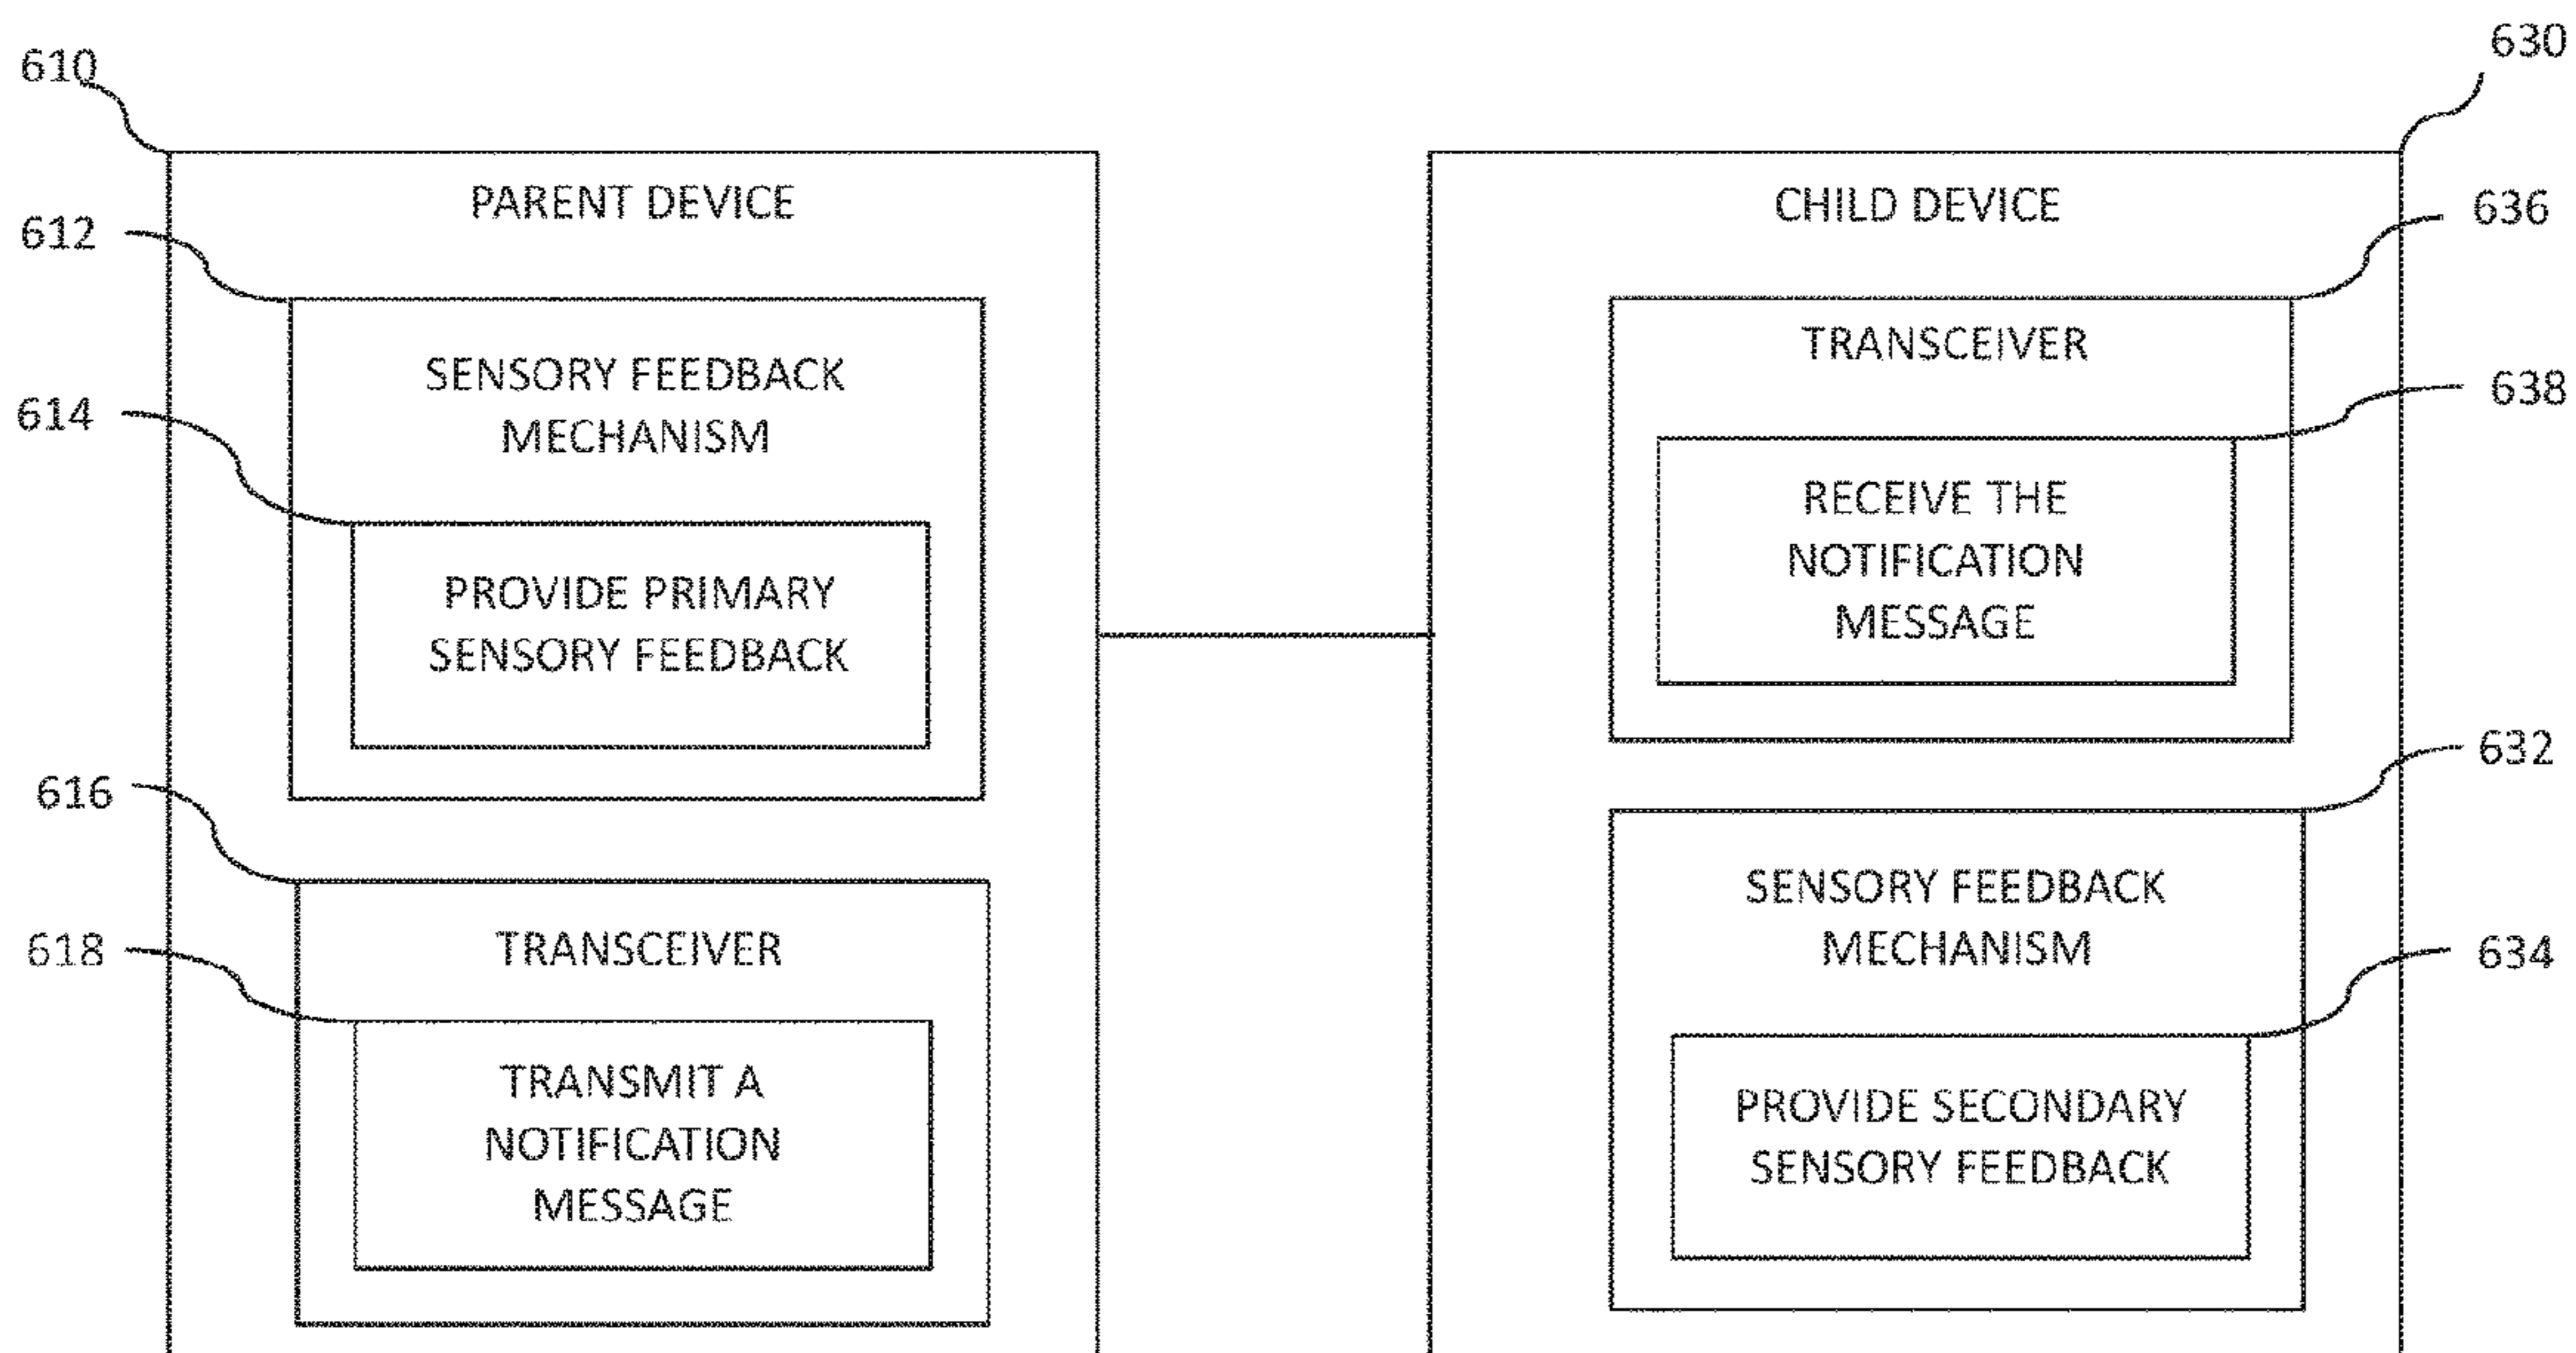 610
PARENT DEVICE
612
SENSORY FEEDBACK
MECHANISM
614
PROVIDE PRIMARY
SENSORY FEEDBACK
616
TRANSCEIVER
618
TRANSMIT A
NOTIFICATION
MESSAGE
630
CHILD DEVICE
636
TRANSCEIVER
638
RECEIVE THE
NOTIFICATION
MESSAGE
632
SENSORY FEEDBACK
MECHANISM
634
PROVIDE SECONDARY
SENSORY FEEDBACK